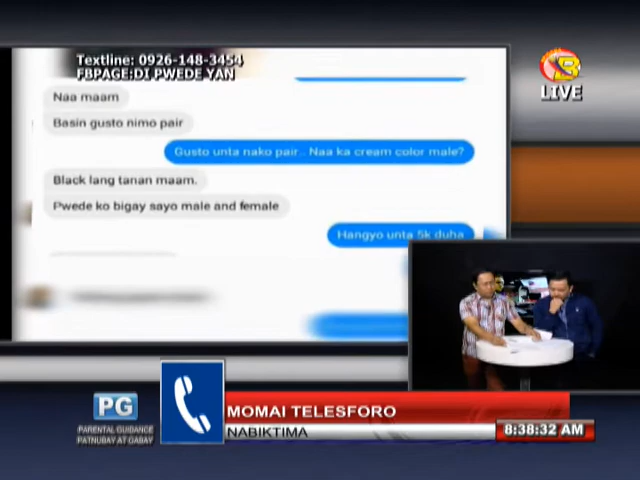 Textline: 0926-148-3454
FBPAGE:DI PWEDE YAN
B
LIVE
Naa maam
Basin gusto nimo pair
Gusto unta nako pair.. Naa ka cream color male?
Black lang tanan maam.
Pwede ko bigay sayo male and female
Hangyo unta 5k duha
PG
PARENTAL GUIDANCE
PATNUBAY AT GABAY
MOMAI TELESFORO
NABIKTIMA
8:38:32 AM